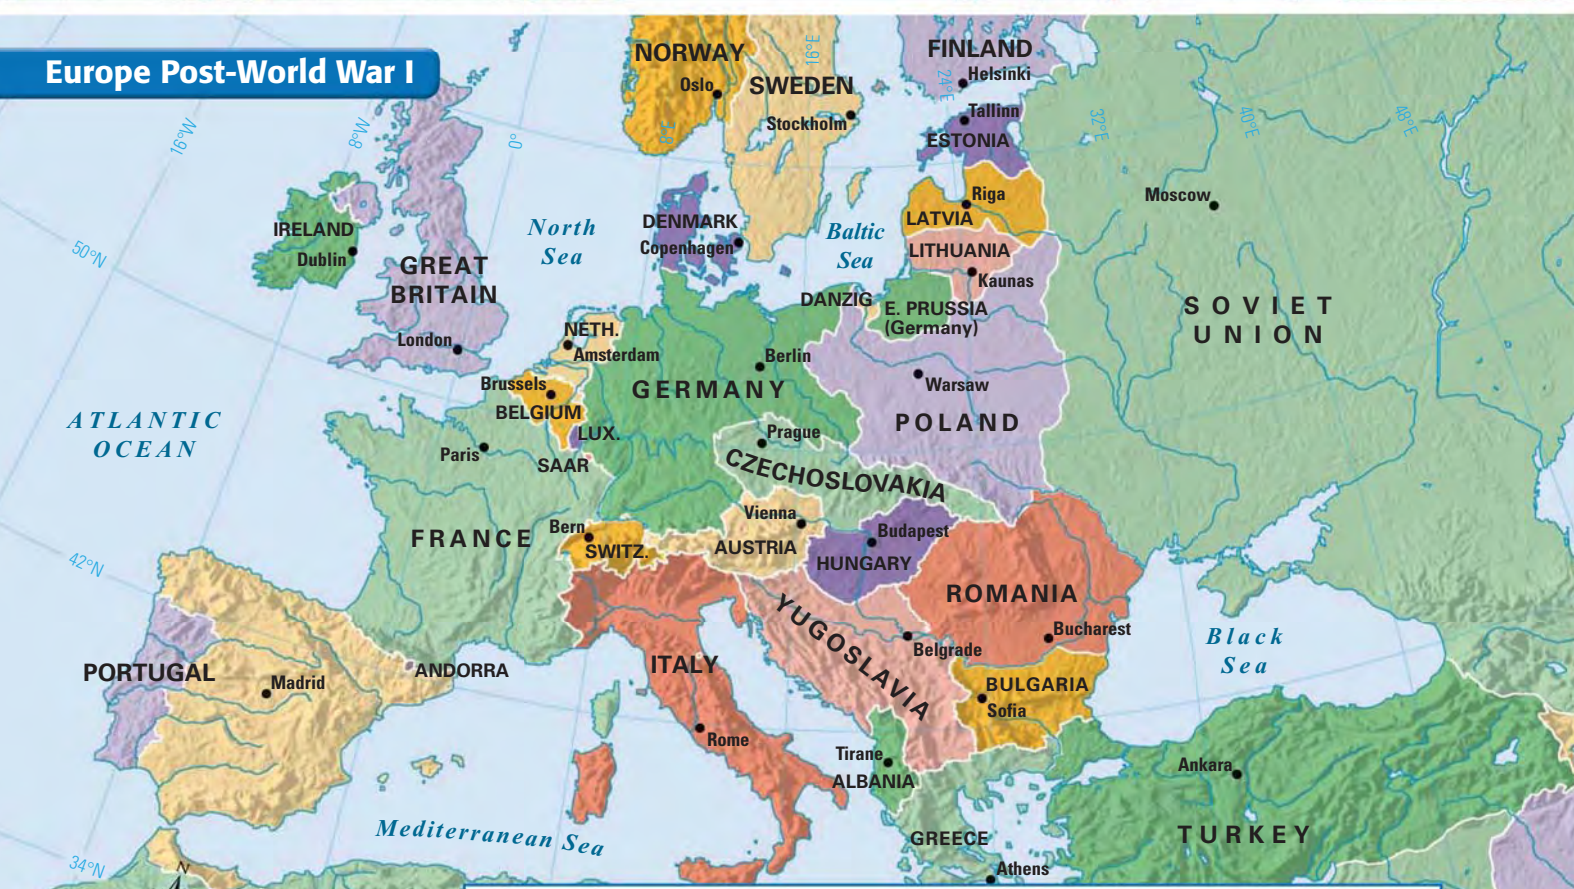 Europe Post-World War I
NORWAY
Oslo
SWEDEN
Stockholm
16°E
8°E
FINLAND
Helsinki
24°E
Tallinn
ESTONIA
32°E
40°E
48°E
16°W
8°W
0°
Riga
LATVIA
Moscow
IRELAND
Dublin
GREAT
BRITAIN
London
North
Sea
DENMARK
Copenhagen
Baltic
Sea
LITHUANIA
Kaunas
50°N
DANZIG
E. PRUSSIA
(Germany)
SOVIET
UNION
NETH.
Amsterdam
Berlin
GERMANY
Warsaw
POLAND
Brussels
BELGIUM
LUX.
SAAR
ATLANTIC
OCEAN
Paris
Prague
CZECHOSLOVAKIA
FRANCE
Bern
SWITZ.
Vienna
AUSTRIA
Budapest
HUNGARY
42°N
ROMANIA
Bucharest
YUGOSLAVIA
Belgrade
Black
Sea
PORTUGAL
Madrid
ANDORRA
ITALY
Rome
BULGARIA
Sofia
Tirane
ALBANIA
Ankara
TURKEY
Mediterranean Sea
GREECE
Athens
34°N
N